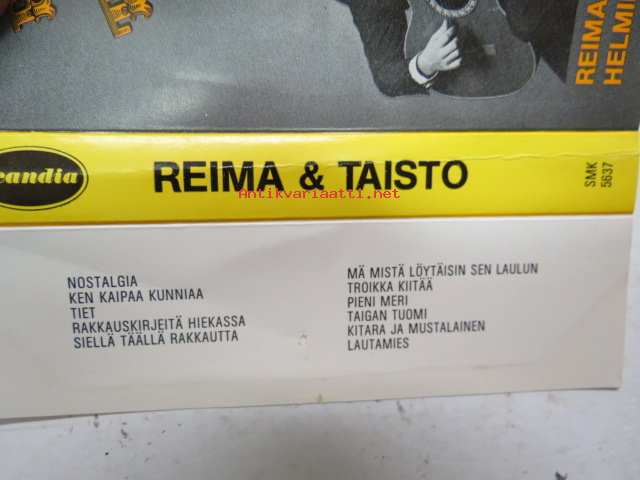 REIMA
HELMI
candia
REIMA & TAISTO
SMK
5637
Antikvariaatti.net
NOSTALGIA
KEN KAIPAA KUNNIAA
TIET
RAKKAUSKIRJEITÄ HIEKASSA
SIELLÄ TÄÄLLÄ RAKKAUTTA
MÄ MISTÄ LÖYTÄISIN SEN LAULUN
TROIKKA KIITÄÄ
PIENI MERI
TAIGAN TUOMI
KITARA JA MUSTALAINEN
LAUTAMIES